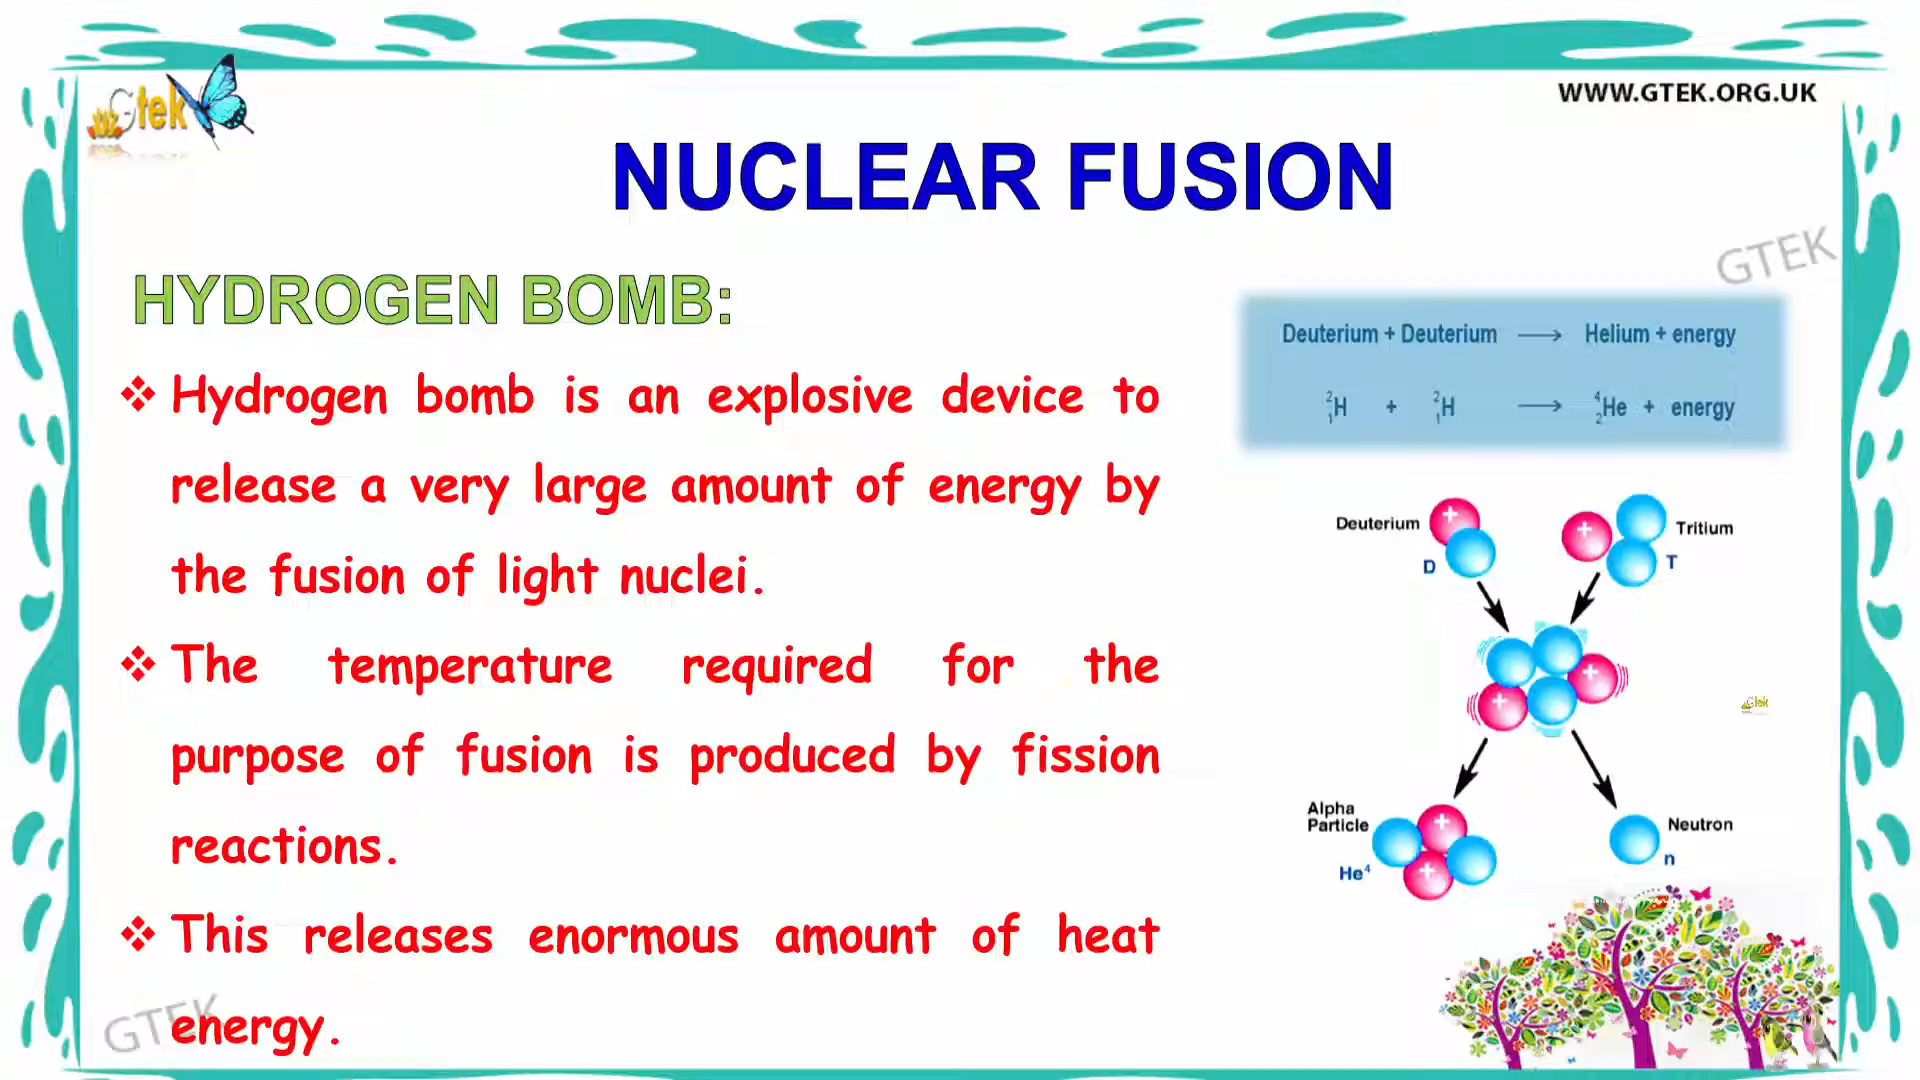 Gtek
WWW.GTEK.ORG.UK
NUCLEAR FUSION
GTEK
HYDROGEN BOMB:
❖ Hydrogen bomb is an explosive device to
release a very large amount of energy by
the fusion of light nuclei.
❖ The temperature required for the
purpose of fusion is produced by fission
reactions.
❖ This releases enormous amount of heat
energy.
GTEK
Deuterium + Deuterium → Helium + energy
²₁H + ²₁H → ⁴₂He + energy
Deuterium
D
+
+
Tritium
T
+
+
Gtek
Alpha
Particle
He⁴
+
+
Neutron
n